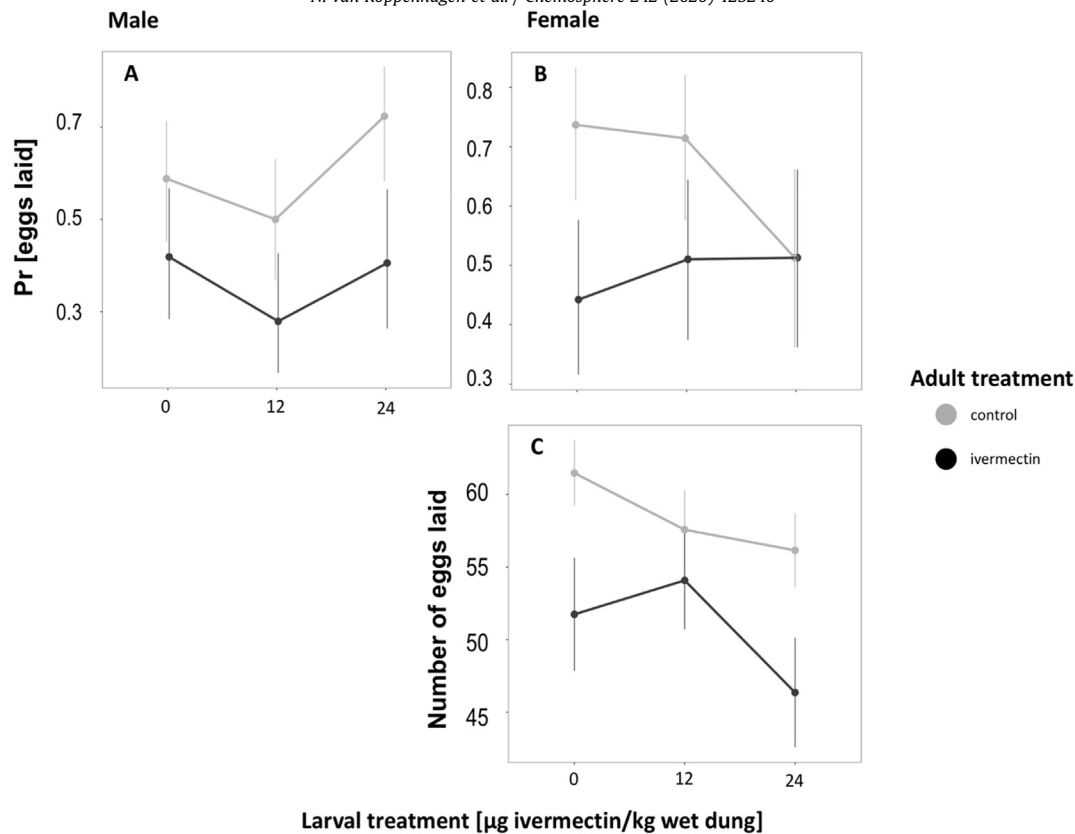 Male
Female
A
B
Pr [eggs laid]
0.7
0.5
0.3
0
12
24
0.8
0.7
0.6
0.5
0.4
0.3
Adult treatment
control
ivermectin
C
Number of eggs laid
60
55
50
45
0
12
24
Larval treatment [µg ivermectin/kg wet dung]